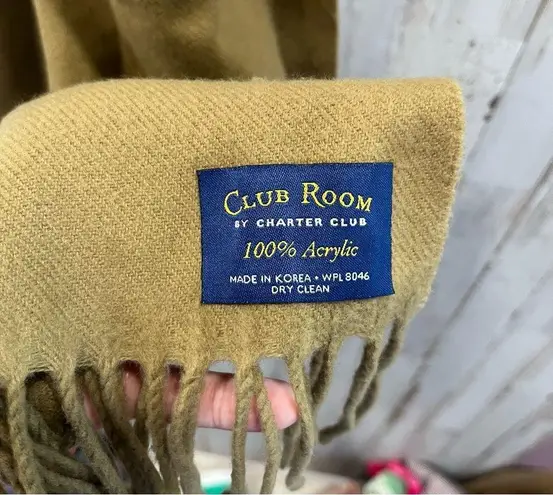 CLUB ROOM
BY CHARTER CLUB
100% Acrylic
MADE IN KOREA • WPL 8046
DRY CLEAN